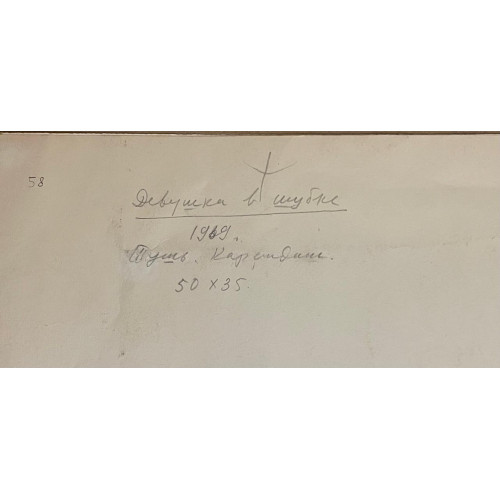 58
Девушка в шубке
1969.
Тушь. Карандаш.
50 x 35.